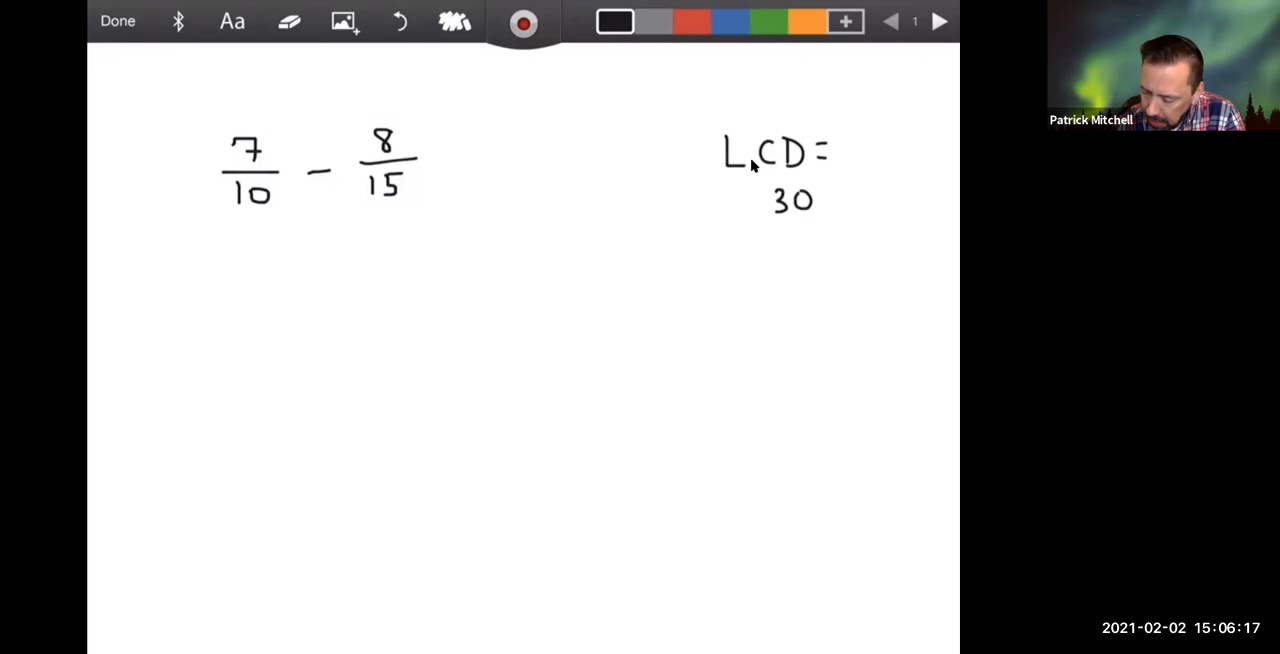 Done Aa 1
7/10 - 8/15
LCD=
30
Patrick Mitchell
2021-02-02 15:06:17